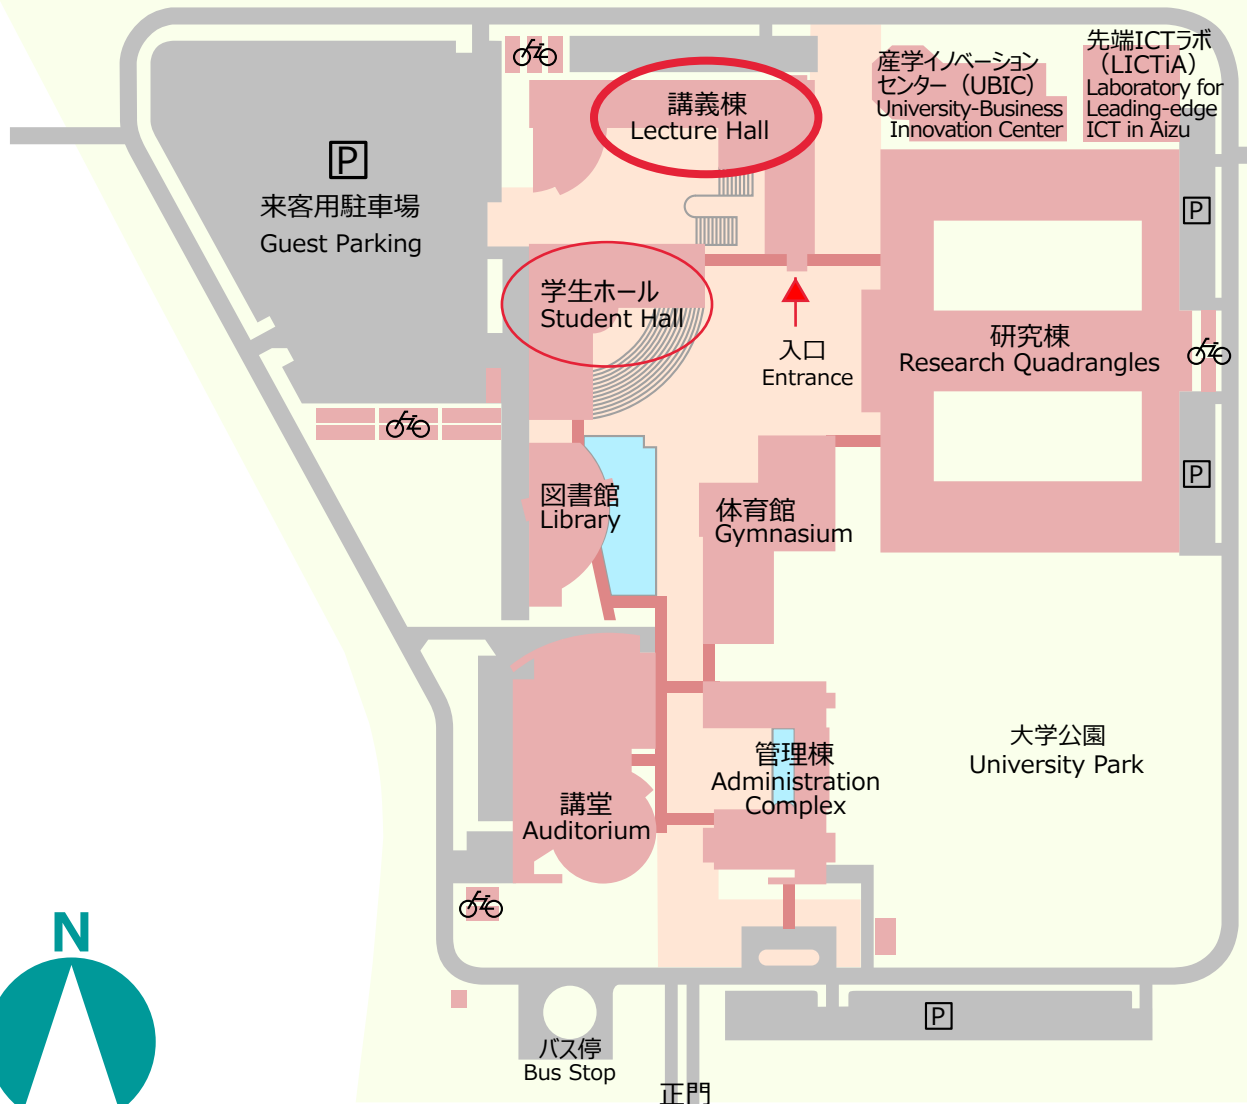 先端ICTラボ
(LICTiA)
Laboratory for
Leading-edge
ICT in Aizu
産学イノベーション
センター (UBIC)
University-Business
Innovation Center
講義棟
Lecture Hall
P
来客用駐車場
Guest Parking
P
学生ホール
Student Hall
入口
Entrance
研究棟
Research Quadrangles
P
図書館
Library
体育館
Gymnasium
大学公園
University Park
管理棟
Administration
Complex
講堂
Auditorium
N
P
バス停
Bus Stop
正門